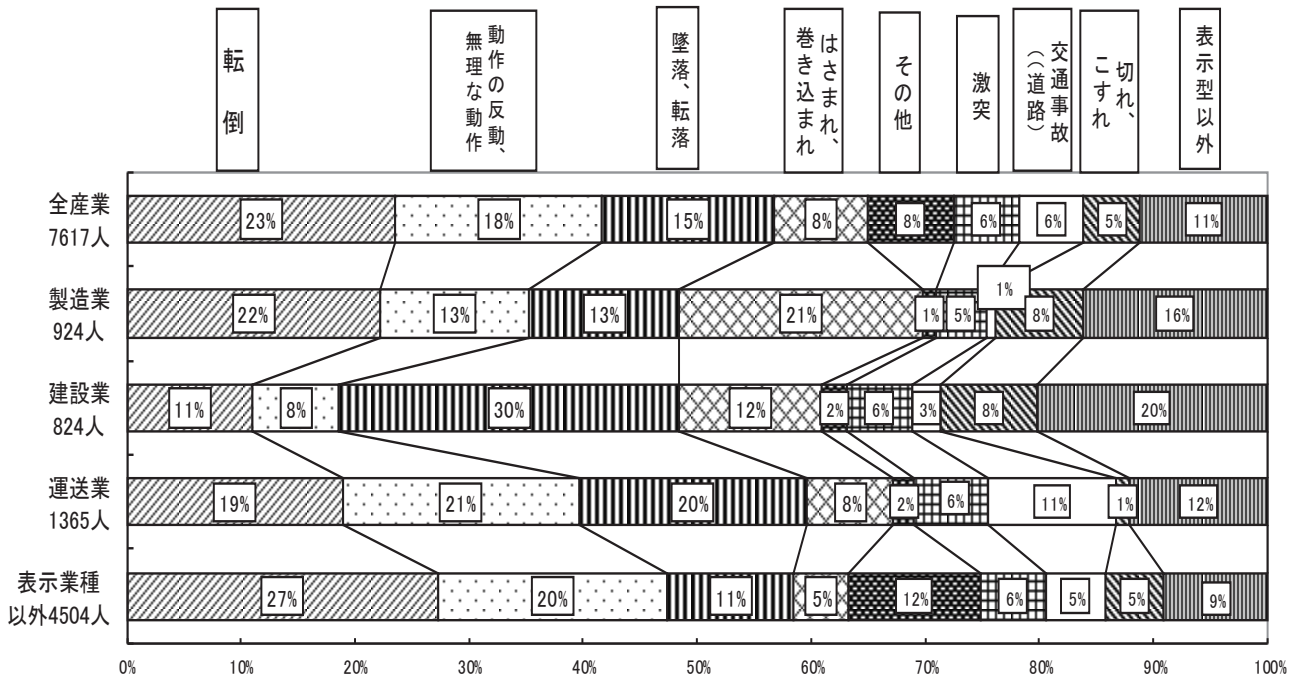 転倒
動作の反動、
無理な動作
墜落、転落
はさまれ、
巻き込まれ
その他
激突
交通事故
（（道路）
切れ、
こすれ
表示型以外
全産業
7617人
23%
18%
15%
8%
8%
6%
6%
5%
11%
製造業
924人
22%
13%
13%
21%
1%
5%
1%
8%
16%
建設業
824人
11%
8%
30%
12%
2%
6%
3%
8%
20%
運送業
1365人
19%
21%
20%
8%
2%
6%
11%
1%
12%
表示業種
以外4504人
27%
20%
11%
5%
12%
6%
5%
5%
9%
0%
10%
20%
30%
40%
50%
60%
70%
80%
90%
100%